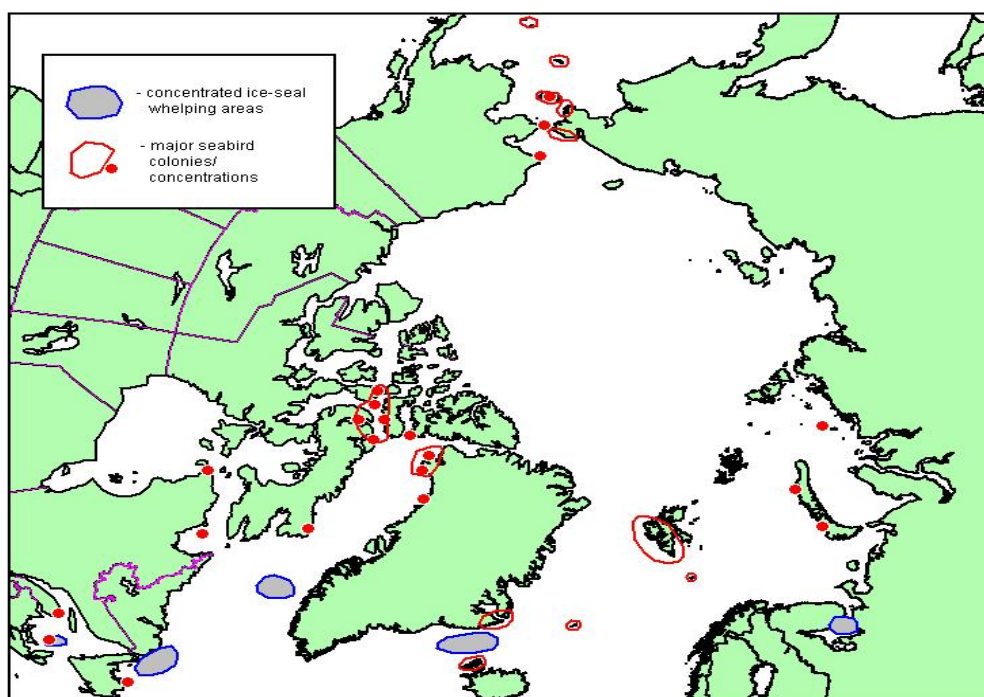 - concentrated ice-seal
whelping areas
- major seabird
colonies/
concentrations